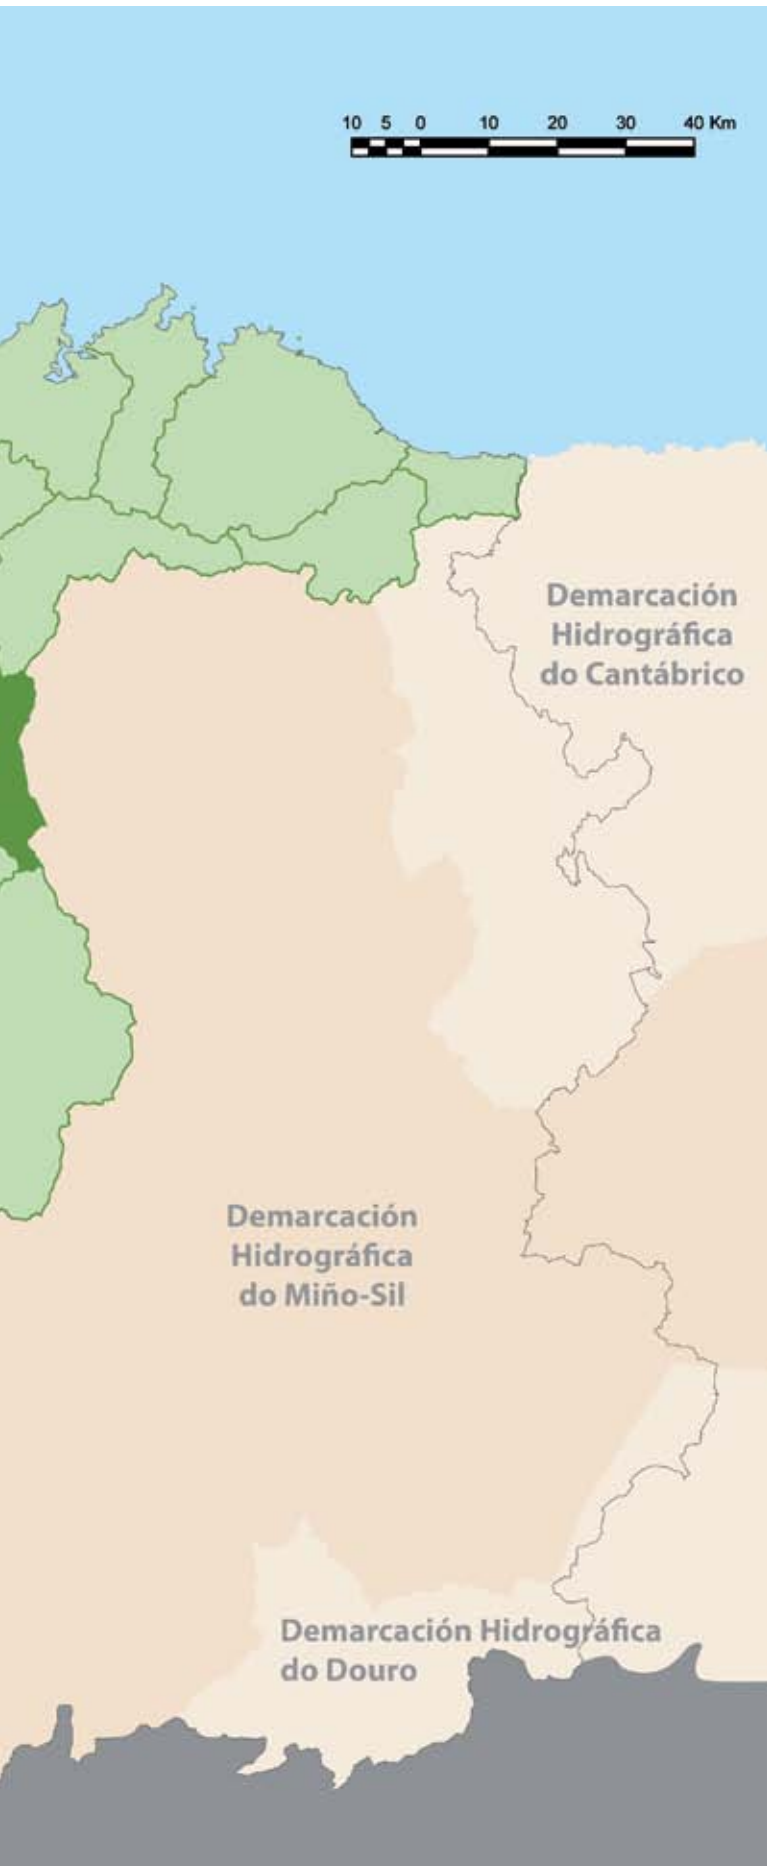 10 5 0 10 20 30 40 Km
Demarcación
Hidrográfica
do Cantábrico
Demarcación
Hidrográfica
do Miño-Sil
Demarcación Hidrográfica
do Douro